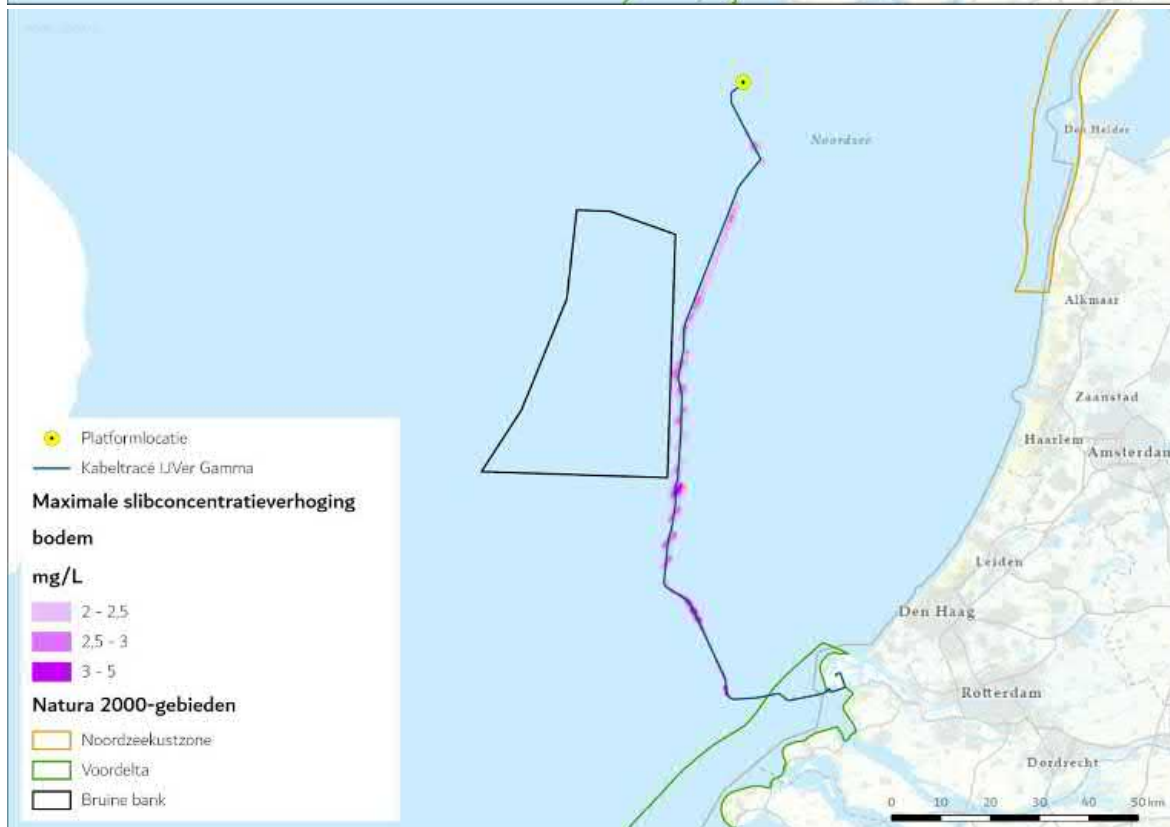 Noordzee
Den Helder
Alkmaar
Zaanstad
Haarlem
Amsterdam
Leiden
Den Haag
Rotterdam
Dordrecht
Platformlocatie
Kabeltracé IJVer Gamma
Maximale slibconcentratieverhoging
bodem
mg/L
2 - 2,5
2,5 - 3
3 - 5
Natura 2000-gebieden
Noordzeekustzone
Voordelta
Bruine bank
0 10 20 30 40 50 km